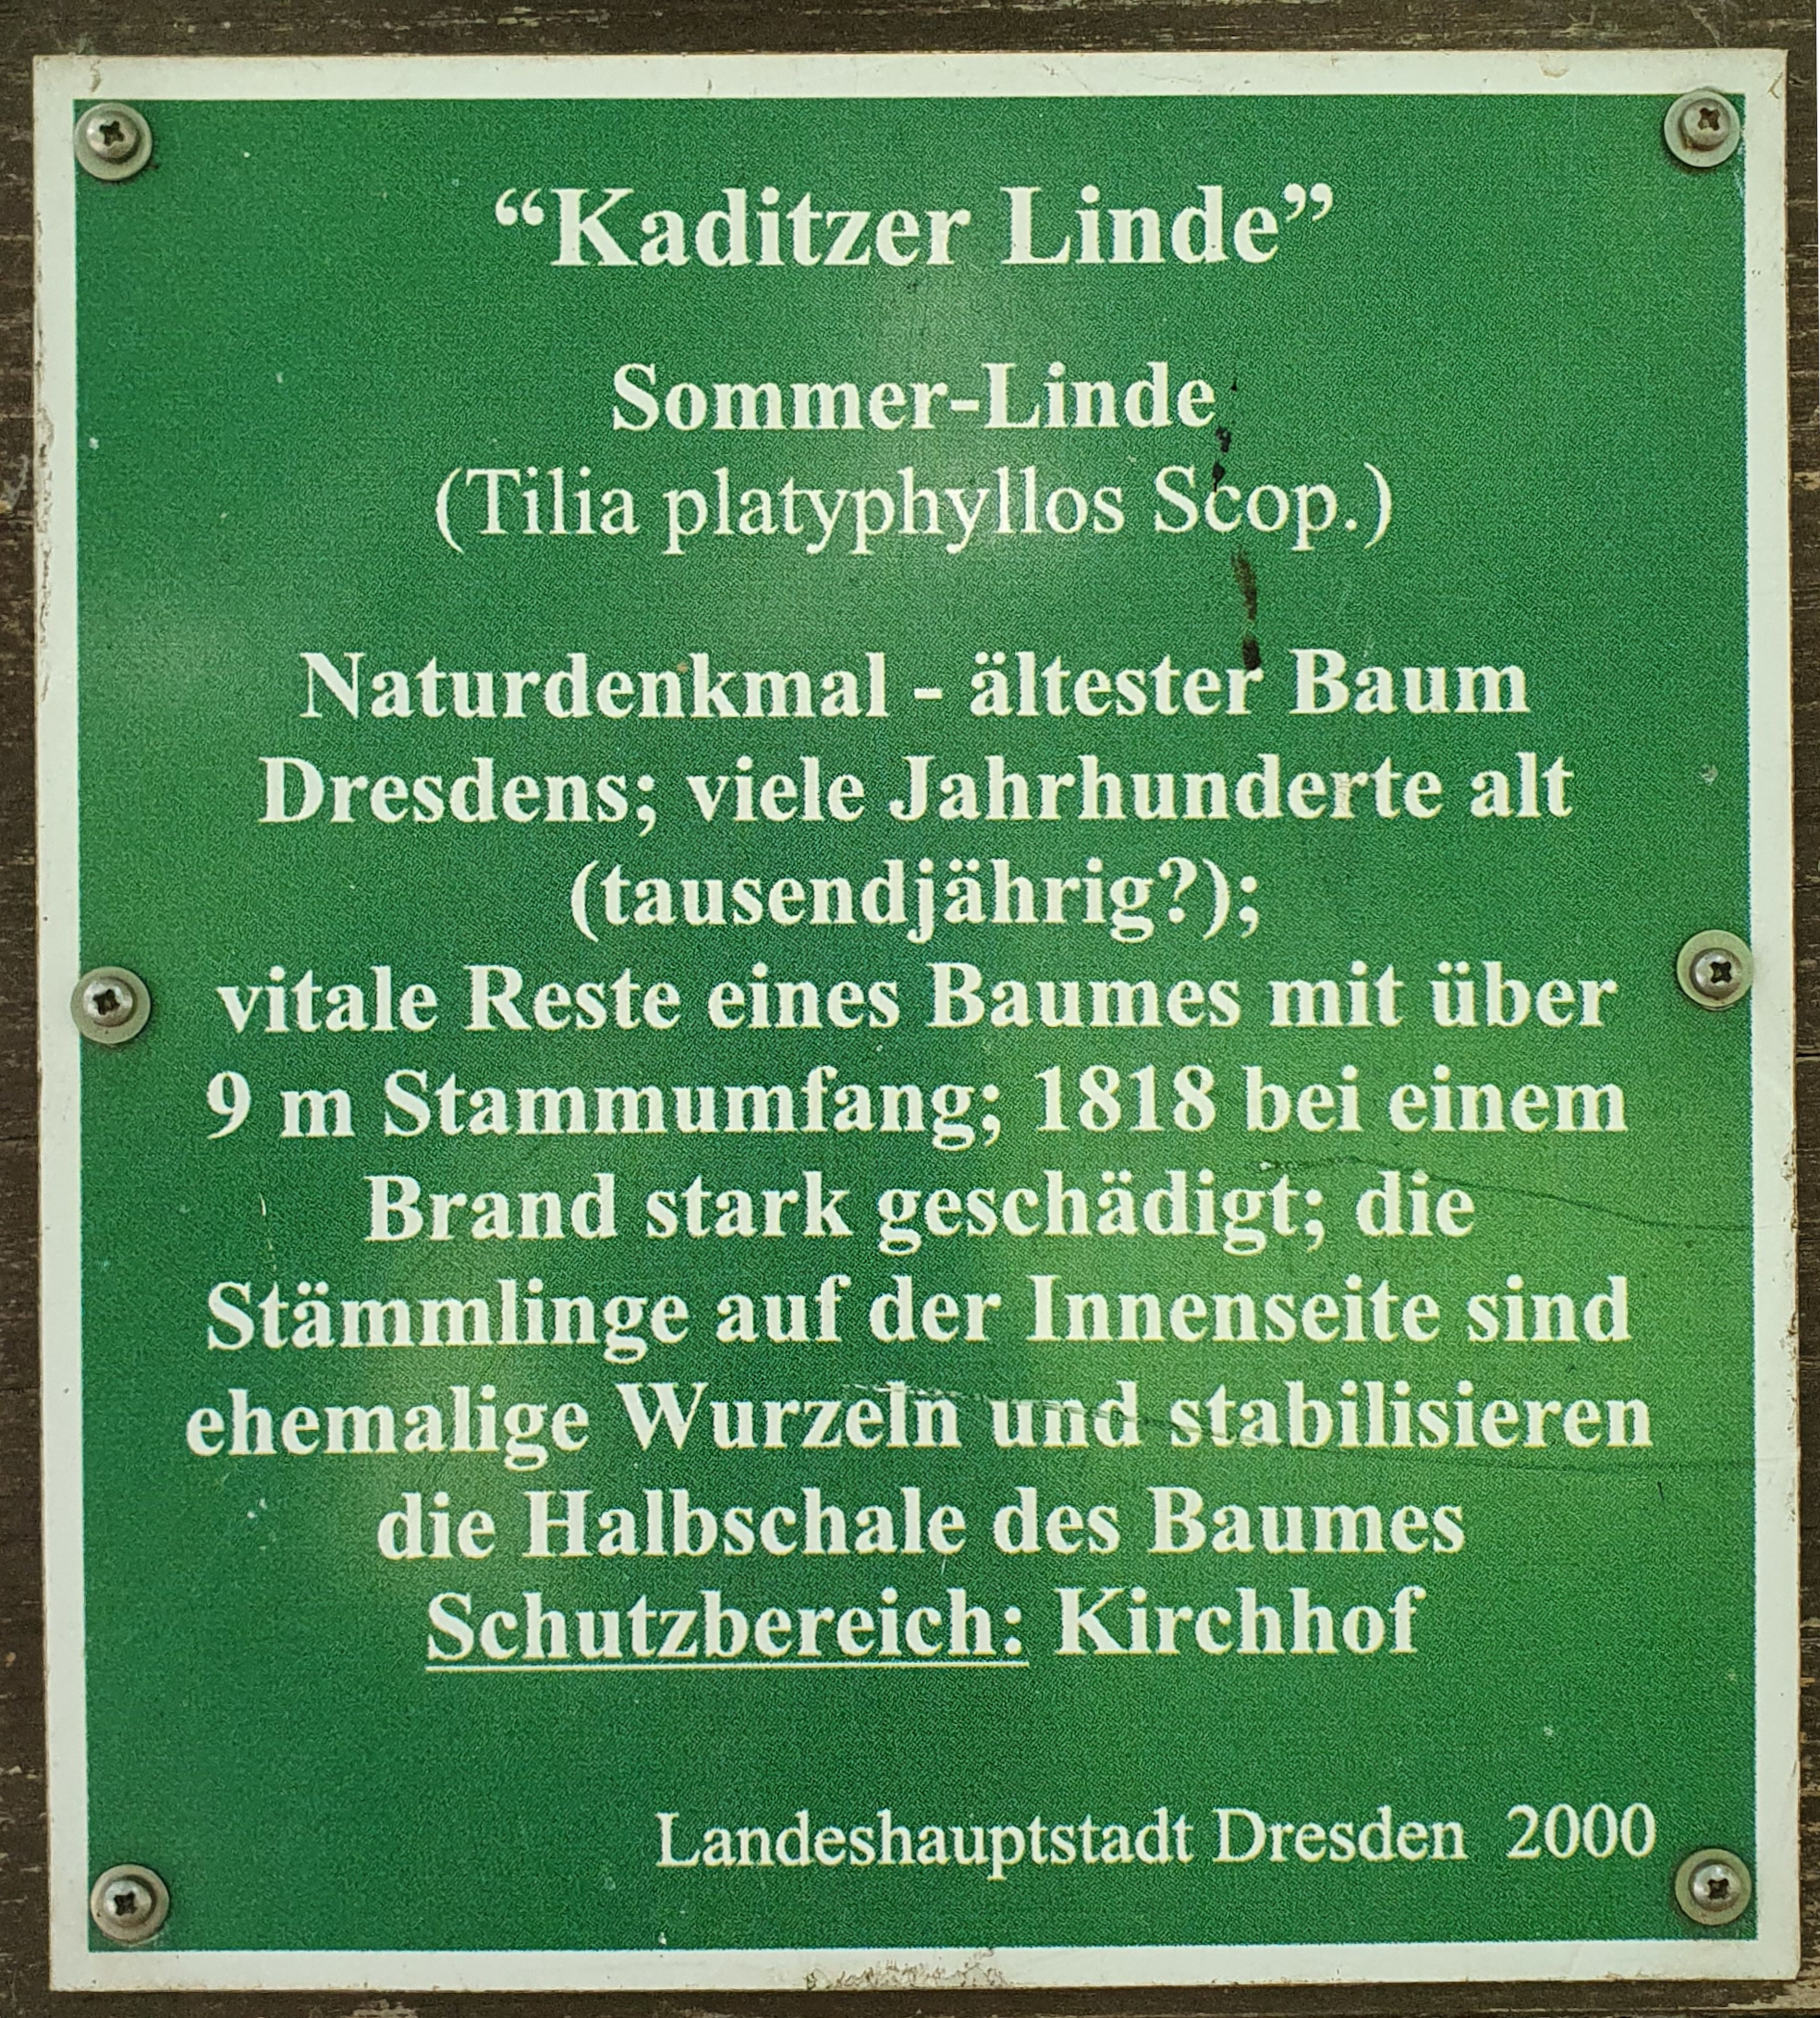 “Kaditzer Linde”
Sommer-Linde
(Tilia platyphyllos Scop.)
Naturdenkmal - ältester Baum
Dresdens; viele Jahrhunderte alt
(tausendjährig?);
vitale Reste eines Baumes mit über
9 m Stammumfang; 1818 bei einem
Brand stark geschädigt; die
Stämmlinge auf der Innenseite sind
ehemalige Wurzeln und stabilisieren
die Halbschale des Baumes
Schutzbereich: Kirchhof
Landeshauptstadt Dresden 2000